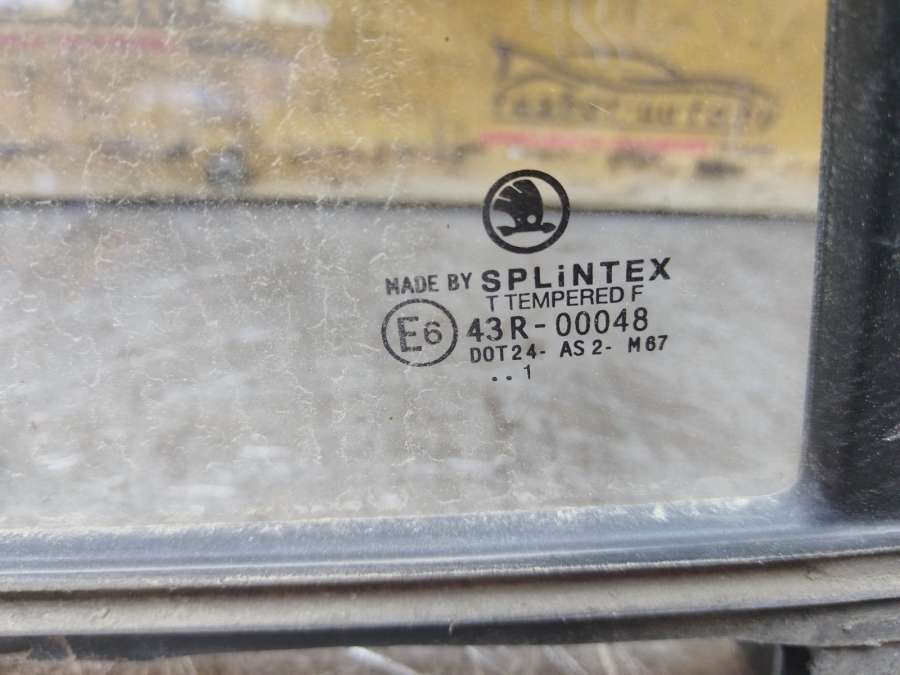 MADE BY SPLiNTEX
T TEMPERED F
E6 43R-00048
DOT24- AS2- M67
..1